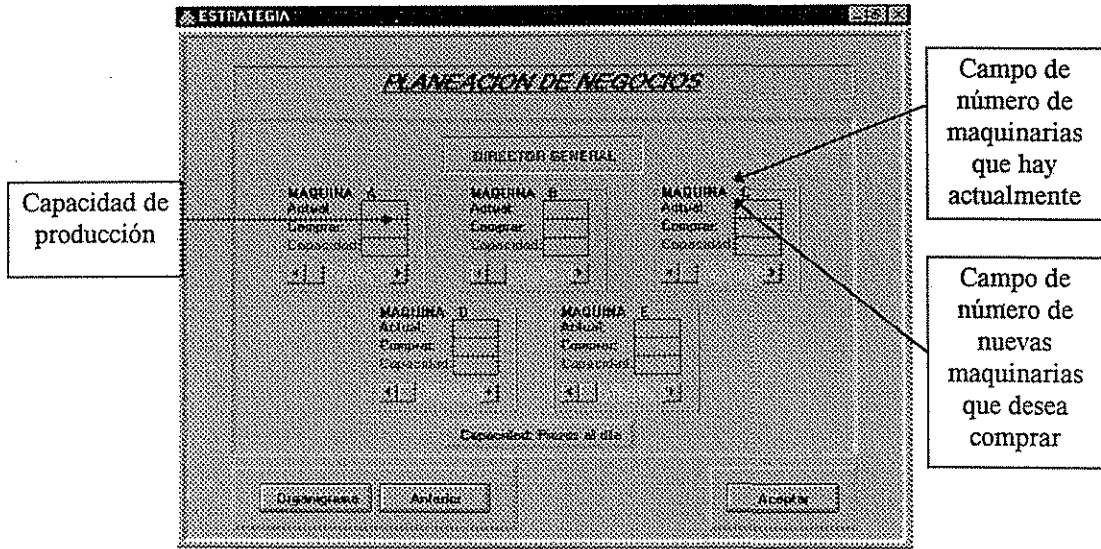 ESTRATEGIA
PLANEACION DE NEGOCIOS
DIRECTOR GENERAL
MAQUINA A
Actual:
Comprar:
Capacidad:
MAQUINA B
Actual:
Comprar:
Capacidad:
MAQUINA C
Actual:
Comprar:
Capacidad:
MAQUINA D
Actual:
Comprar:
Capacidad:
MAQUINA E
Actual:
Comprar:
Capacidad:
Capacidad: Piezas al dia
Organigrama
Anterior
Aceptar
Capacidad de
producción
Campo de
número de
maquinarias
que hay
actualmente
Campo de
número de
nuevas
maquinarias
que desea
comprar